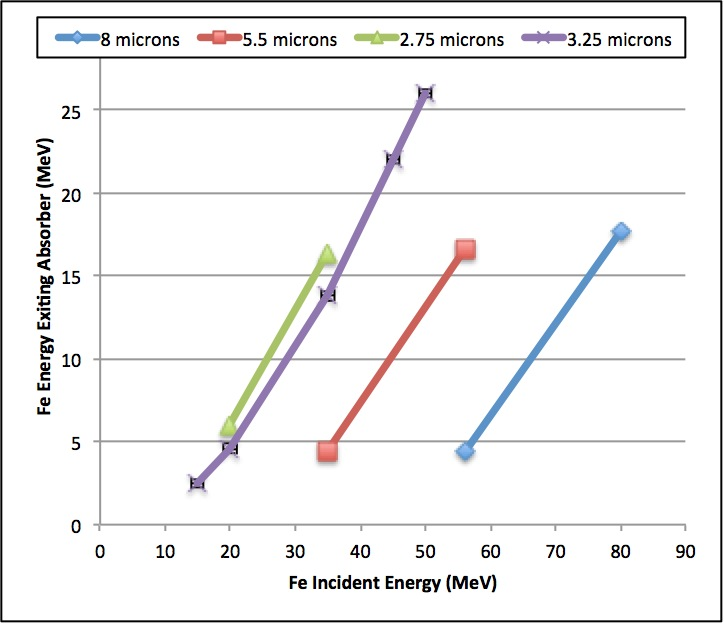 8 microns 5.5 microns 2.75 microns 3.25 microns
25
20
15
10
5
0
0 10 20 30 40 50 60 70 80 90
Fe Energy Exiting Absorber (MeV)
Fe Incident Energy (MeV)